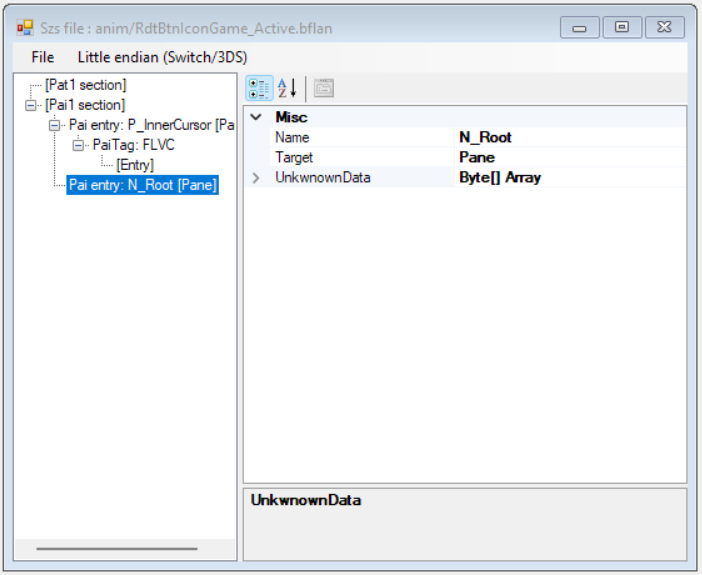 Szs file : anim/RdtBtnIconGame_Active.bflan
File Little endian (Switch/3DS)
[Pat1 section]
[Pai1 section]
Pai entry: P_InnerCursor [Pa
PaiTag: FLVC
[Entry]
Pai entry: N_Root [Pane]
Misc
Name N_Root
Target Pane
UnkwnownData Byte[] Array
UnkwnownData